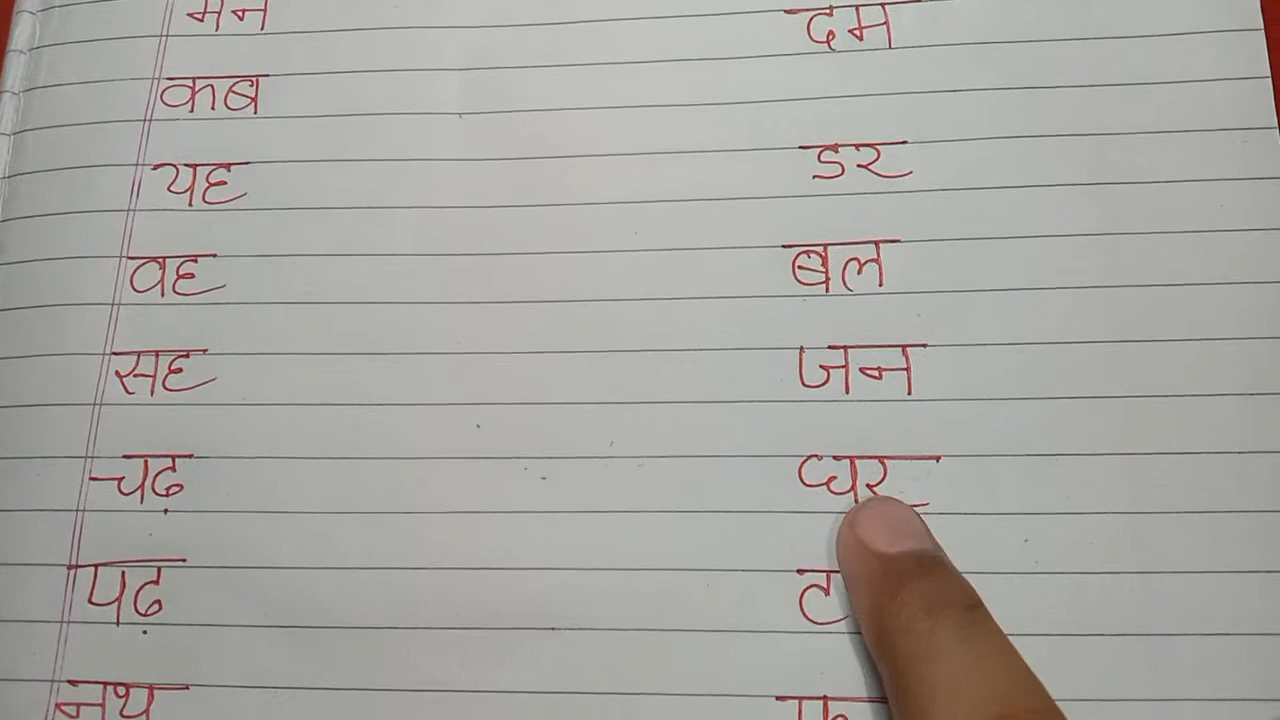 मन दम
कब
यह डर
वह बल
सह जन
चढ़ घर
पढ़
नथ